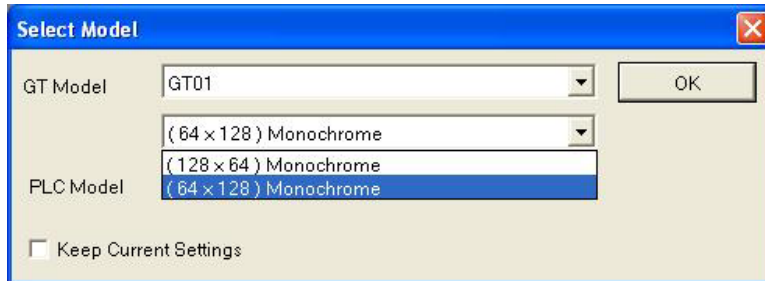 Select Model
GT Model GT01 OK
( 64 × 128 ) Monochrome
( 128 × 64 ) Monochrome
PLC Model ( 64 × 128 ) Monochrome
Keep Current Settings